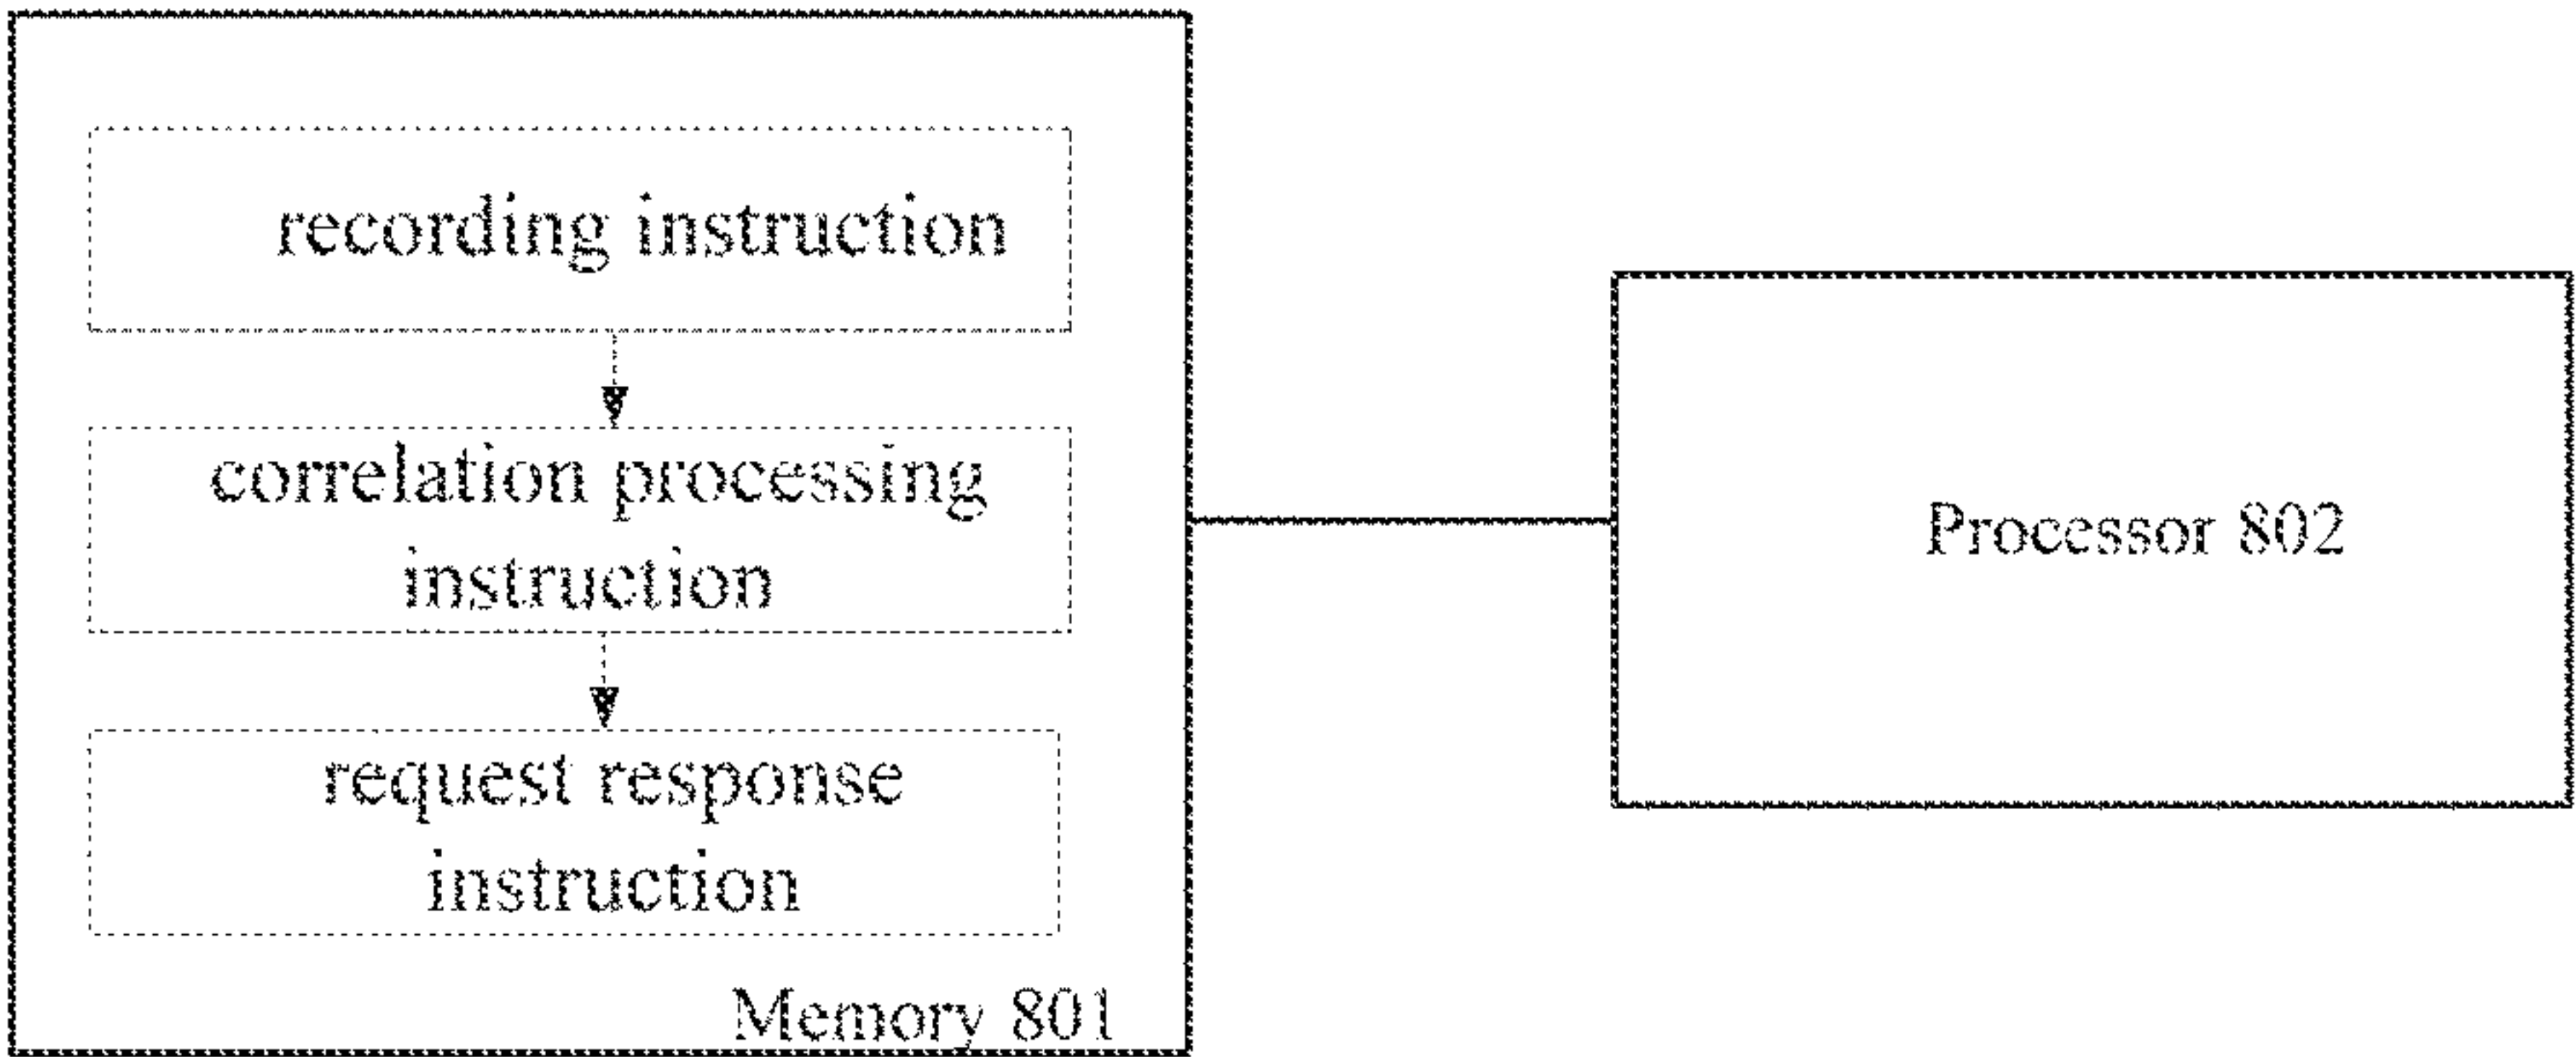 recording instruction
correlation processing
instruction
request response
instruction
Memory 801
Processor 802